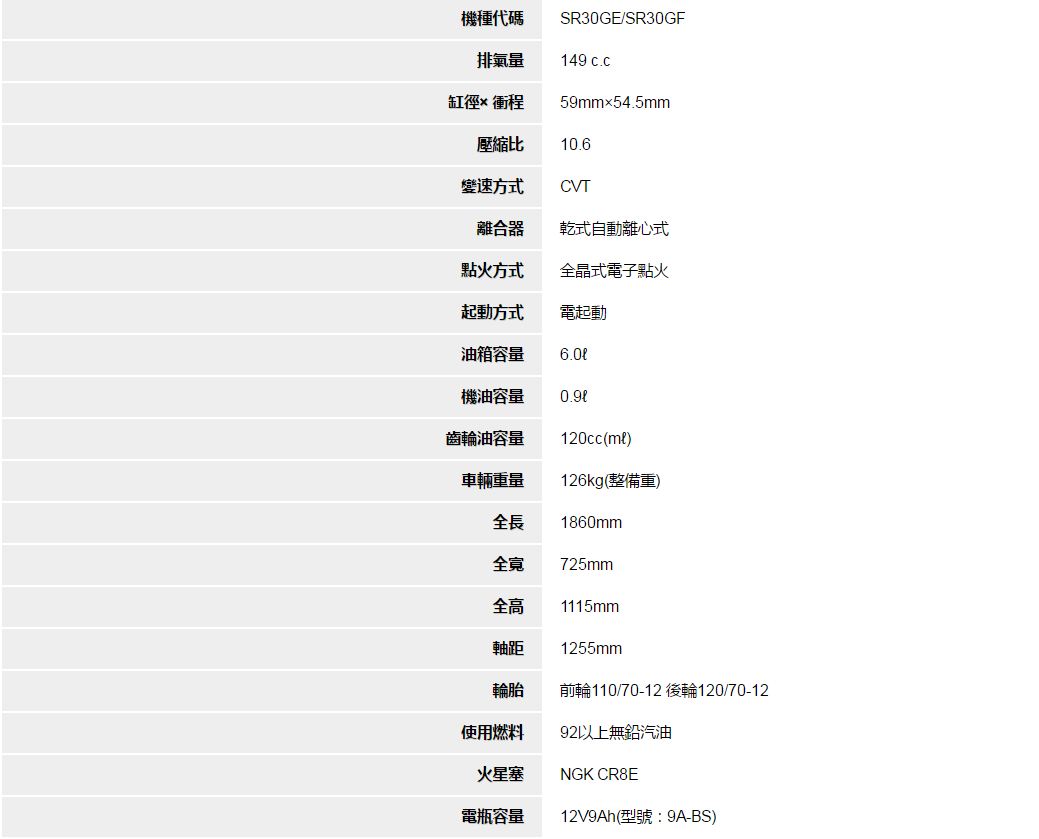 機種代碼 SR30GE/SR30GF
排氣量 149 c.c
缸徑× 衝程 59mm×54.5mm
壓縮比 10.6
變速方式 CVT
離合器 乾式自動離心式
點火方式 全晶式電子點火
起動方式 電起動
油箱容量 6.0ℓ
機油容量 0.9ℓ
齒輪油容量 120cc(mℓ)
車輛重量 126kg(整備重)
全長 1860mm
全寬 725mm
全高 1115mm
軸距 1255mm
輪胎 前輪110/70-12 後輪120/70-12
使用燃料 92以上無鉛汽油
火星塞 NGK CR8E
電瓶容量 12V9Ah(型號：9A-BS)